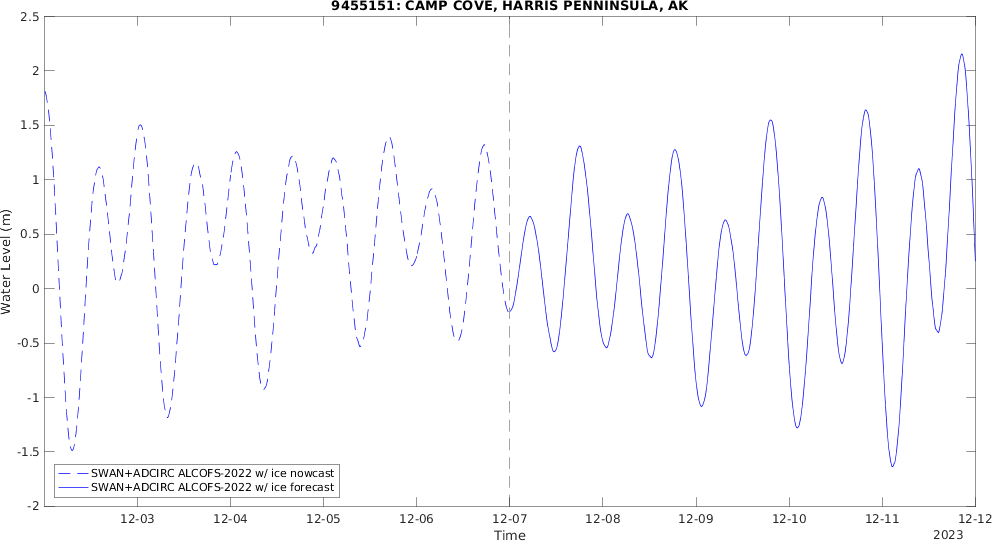 9455151: CAMP COVE, HARRIS PENNINSULA, AK
Water Level (m)
2.5
2
1.5
1
0.5
0
-0.5
-1
-1.5
-2
SWAN+ADCIRC ALCOFS-2022 w/ ice nowcast
SWAN+ADCIRC ALCOFS-2022 w/ ice forecast
12-03 12-04 12-05 12-06 12-07 12-08 12-09 12-10 12-11 12-12
Time
2023